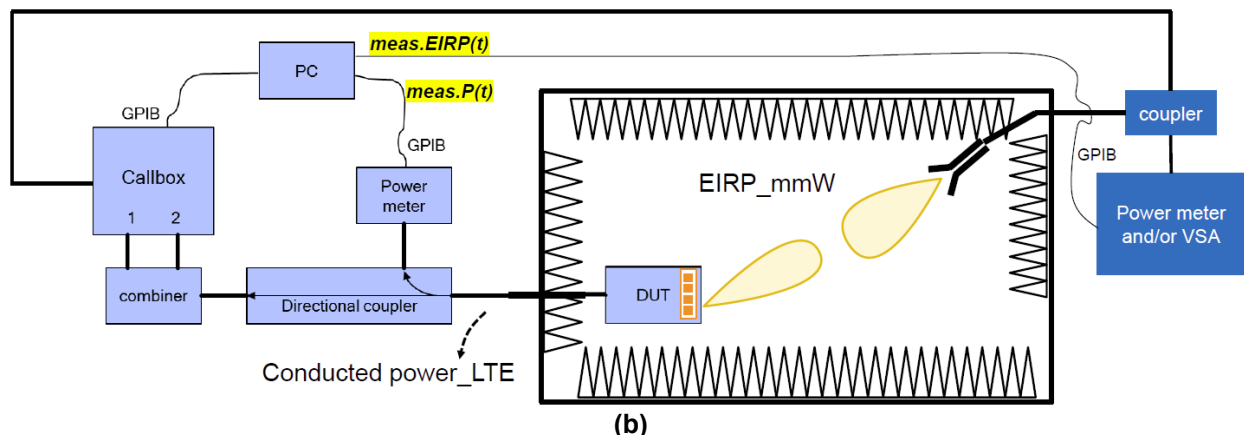 meas.EIRP(t)
PC
meas.P(t)
GPIB
GPIB
coupler
GPIB
Callbox
1 2
Power
meter
EIRP_mmW
Power meter
and/or VSA
combiner
Directional coupler
DUT
Conducted power_LTE
(b)